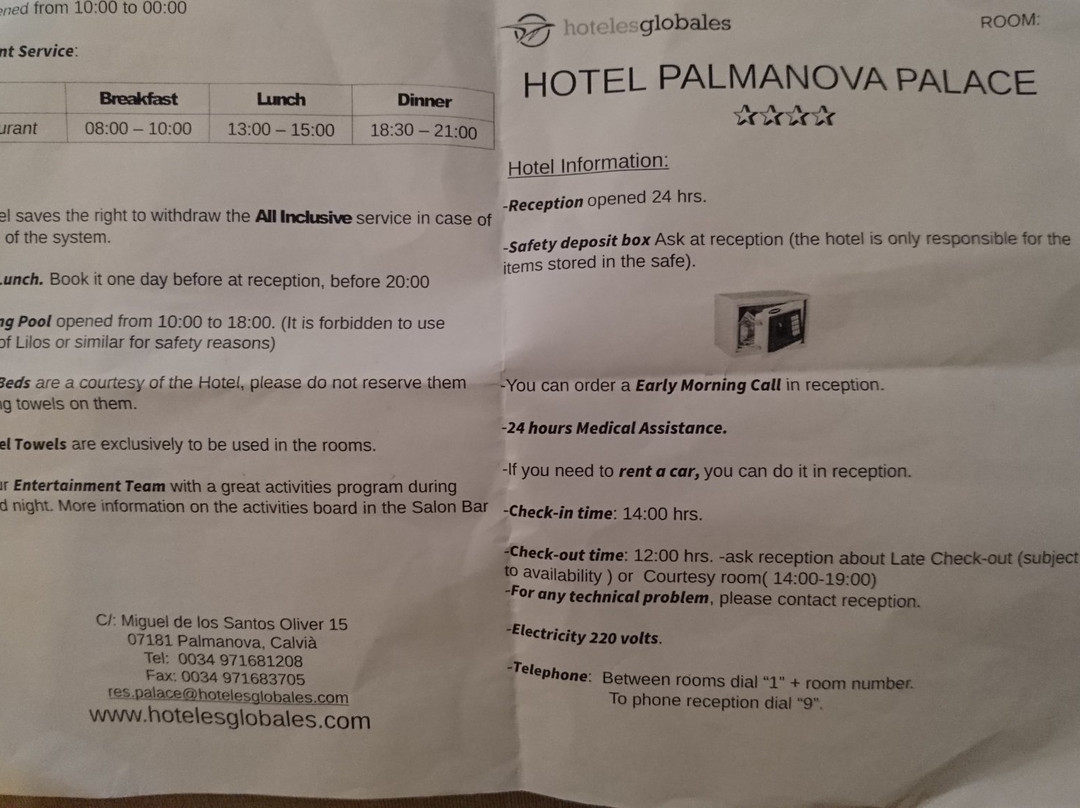 ened from 10:00 to 00:00
nt Service:
Breakfast Lunch Dinner
urant 08:00 – 10:00 13:00 – 15:00 18:30 – 21:00
el saves the right to withdraw the All Inclusive service in case of
of the system.
Lunch. Book it one day before at reception, before 20:00
ng Pool opened from 10:00 to 18:00. (It is forbidden to use
of Lilos or similar for safety reasons)
Beds are a courtesy of the Hotel, please do not reserve them
ng towels on them.
el Towels are exclusively to be used in the rooms.
ur Entertainment Team with a great activities program during
d night. More information on the activities board in the Salon Bar
C/: Miguel de los Santos Oliver 15
07181 Palmanova, Calvià
Tel: 0034 971681208
Fax: 0034 971683705
res.palace@hotelesglobales.com
www.hotelesglobales.com
hotelesglobales
ROOM:
HOTEL PALMANOVA PALACE
Hotel Information:
-Reception opened 24 hrs.
-Safety deposit box Ask at reception (the hotel is only responsible for the
items stored in the safe).
-You can order a Early Morning Call in reception.
-24 hours Medical Assistance.
-If you need to rent a car, you can do it in reception.
-Check-in time: 14:00 hrs.
-Check-out time: 12:00 hrs. -ask reception about Late Check-out (subject
to availability ) or Courtesy room( 14:00-19:00)
-For any technical problem, please contact reception.
-Electricity 220 volts.
-Telephone: Between rooms dial “1” + room number.
To phone reception dial “9”.